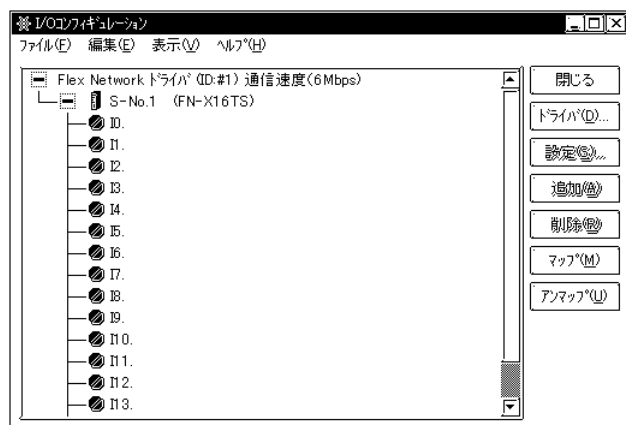 I/Oｺﾝﾌｨｷﾞｭﾚｰｼｮﾝ
ﾌｧｲﾙ(F) 編集(E) 表示(V) ﾍﾙﾌﾟ(H)
Flex Network ﾄﾞﾗｲﾊﾞ (ID:#1) 通信速度(6Mbps)
S-No.1 (FN-X16TS)
I0.
I1.
I2.
I3.
I4.
I5.
I6.
I7.
I8.
I9.
I10.
I11.
I12.
I13.
閉じる
ﾄﾞﾗｲﾊﾞ(D)...
設定(S)...
追加(A)
削除(R)
ﾏｯﾌﾟ(M)
ｱﾝﾏｯﾌﾟ(U)